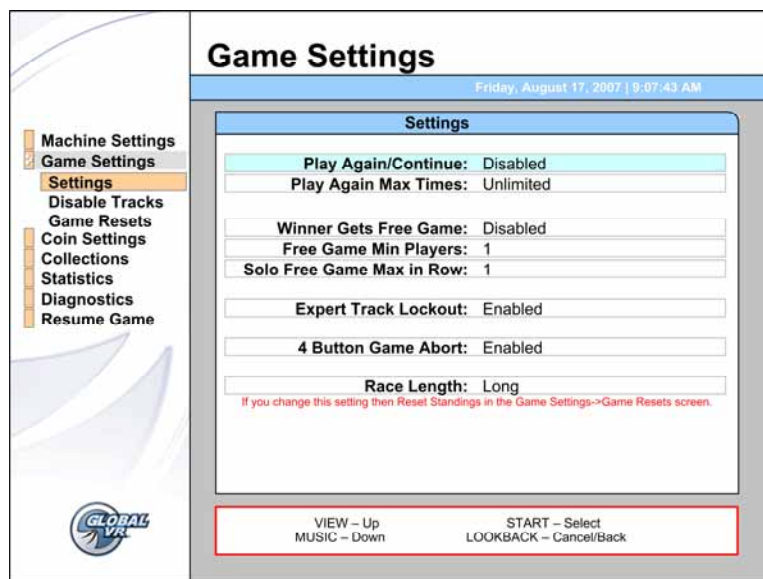 Game Settings
Friday, August 17, 2007 | 9:07:43 AM
Machine Settings
Game Settings
Settings
Disable Tracks
Game Resets
Coin Settings
Collections
Statistics
Diagnostics
Resume Game
Settings
Play Again/Continue: Disabled
Play Again Max Times: Unlimited
Winner Gets Free Game: Disabled
Free Game Min Players: 1
Solo Free Game Max in Row: 1
Expert Track Lockout: Enabled
4 Button Game Abort: Enabled
Race Length: Long
If you change this setting then Reset Standings in the Game Settings->Game Resets screen.
GLOBAL
VR
VIEW – Up START – Select
MUSIC – Down LOOKBACK – Cancel/Back